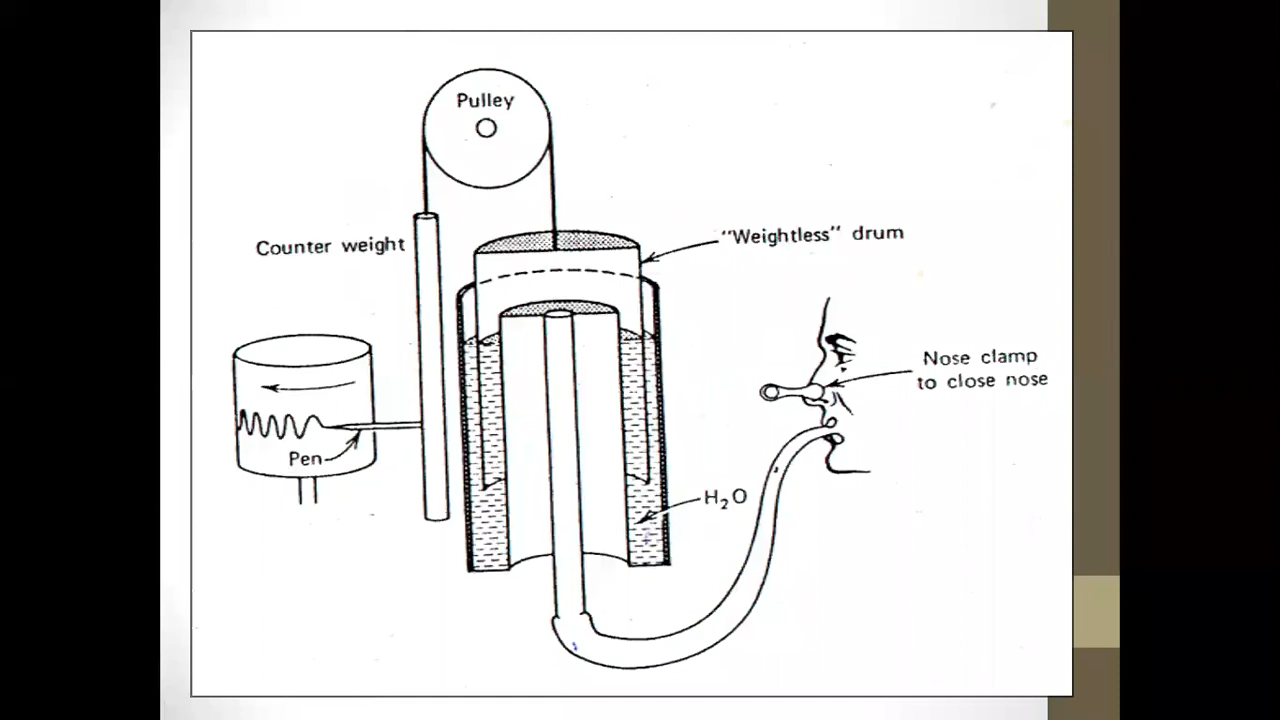 Pulley
"Weightless" drum
Counter weight
Nose clamp
to close nose
Pen
H₂O